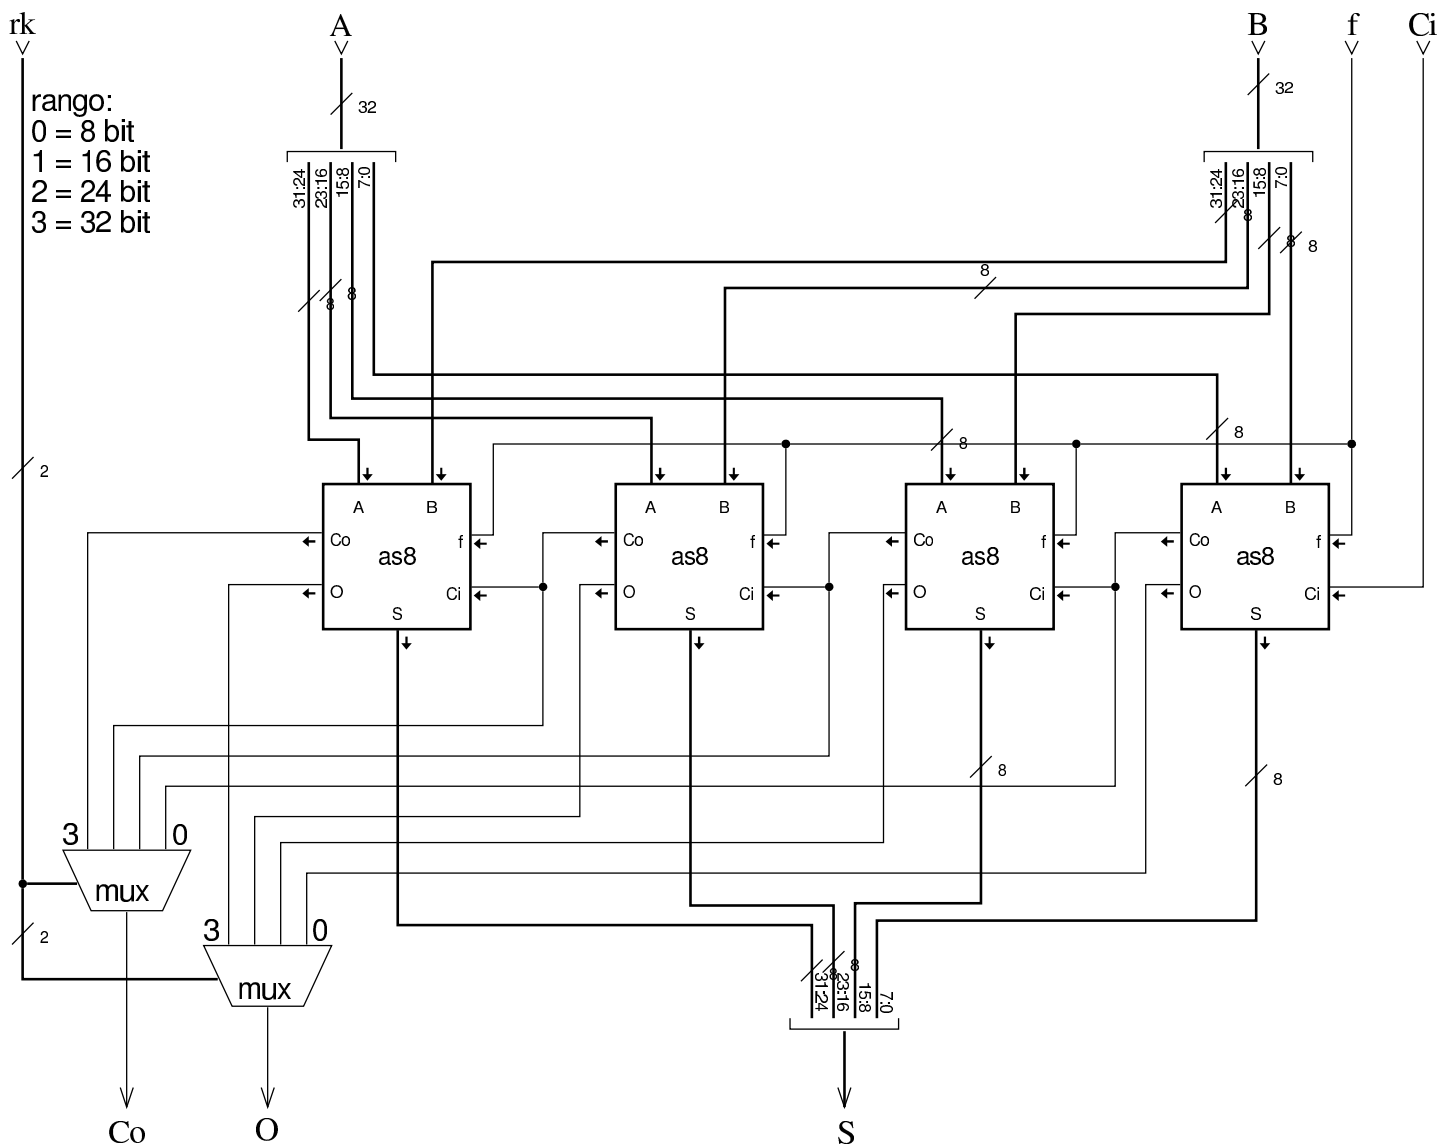 rk
A
B
f
Ci
rango:
0 = 8 bit
1 = 16 bit
2 = 24 bit
3 = 32 bit
32
32
31:24
23:16
15:8
7:0
31:24
23:16
15:8
7:0
8
8
8
8
8
8
8
8
2
A
B
Co
f
as8
O
Ci
S
A
B
Co
f
as8
O
Ci
S
A
B
Co
f
as8
O
Ci
S
A
B
Co
f
as8
O
Ci
S
8
8
3
0
mux
2
3
0
mux
8
8
31:24
23:16
15:8
7:0
Co
O
S